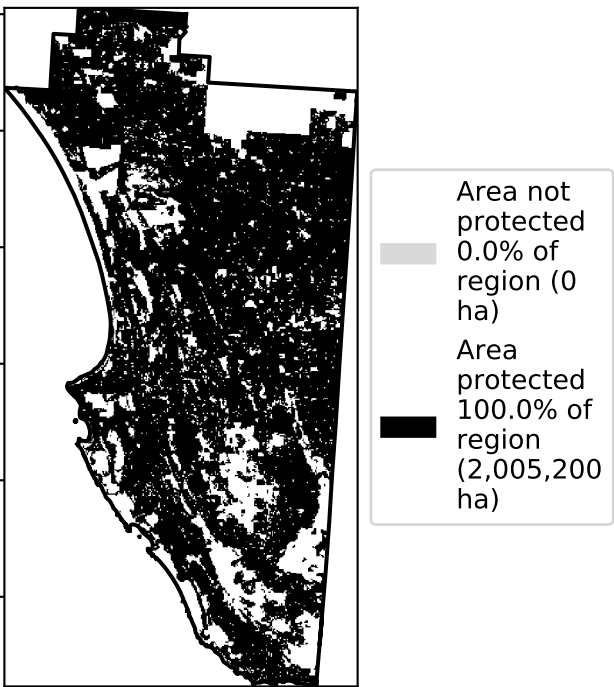 Area not
protected
0.0% of
region (0
ha)
Area
protected
100.0% of
region
(2,005,200
ha)